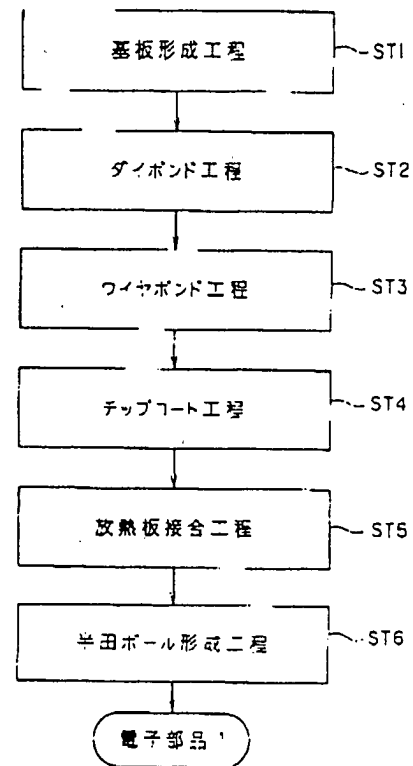 基板形成工程
ST1
ダイボンド工程
ST2
ワイヤボンド工程
ST3
チップコート工程
ST4
放熱板接合工程
ST5
半田ボール形成工程
ST6
電子部品 1